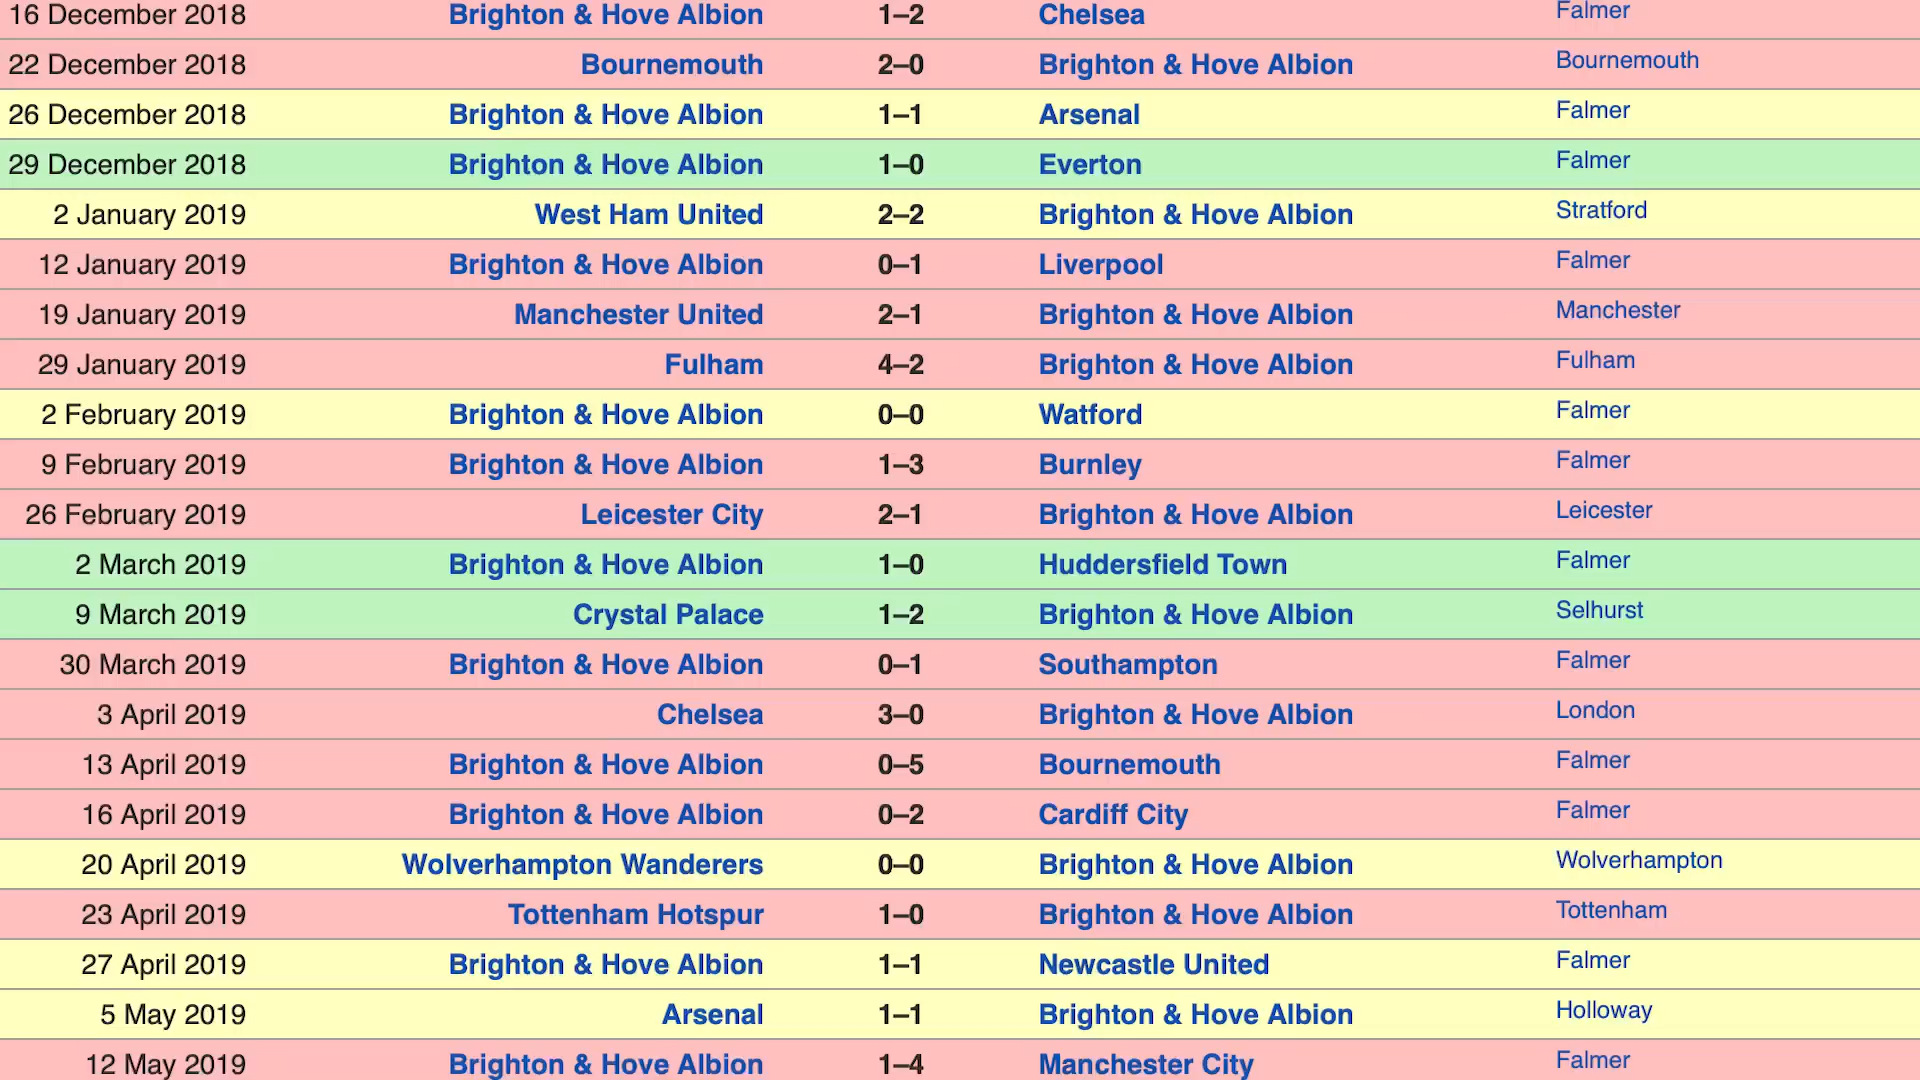 16 December 2018 Brighton & Hove Albion 1–2 Chelsea Falmer
22 December 2018 Bournemouth 2–0 Brighton & Hove Albion Bournemouth
26 December 2018 Brighton & Hove Albion 1–1 Arsenal Falmer
29 December 2018 Brighton & Hove Albion 1–0 Everton Falmer
2 January 2019 West Ham United 2–2 Brighton & Hove Albion Stratford
12 January 2019 Brighton & Hove Albion 0–1 Liverpool Falmer
19 January 2019 Manchester United 2–1 Brighton & Hove Albion Manchester
29 January 2019 Fulham 4–2 Brighton & Hove Albion Fulham
2 February 2019 Brighton & Hove Albion 0–0 Watford Falmer
9 February 2019 Brighton & Hove Albion 1–3 Burnley Falmer
26 February 2019 Leicester City 2–1 Brighton & Hove Albion Leicester
2 March 2019 Brighton & Hove Albion 1–0 Huddersfield Town Falmer
9 March 2019 Crystal Palace 1–2 Brighton & Hove Albion Selhurst
30 March 2019 Brighton & Hove Albion 0–1 Southampton Falmer
3 April 2019 Chelsea 3–0 Brighton & Hove Albion London
13 April 2019 Brighton & Hove Albion 0–5 Bournemouth Falmer
16 April 2019 Brighton & Hove Albion 0–2 Cardiff City Falmer
20 April 2019 Wolverhampton Wanderers 0–0 Brighton & Hove Albion Wolverhampton
23 April 2019 Tottenham Hotspur 1–0 Brighton & Hove Albion Tottenham
27 April 2019 Brighton & Hove Albion 1–1 Newcastle United Falmer
5 May 2019 Arsenal 1–1 Brighton & Hove Albion Holloway
12 May 2019 Brighton & Hove Albion 1–4 Manchester City Falmer